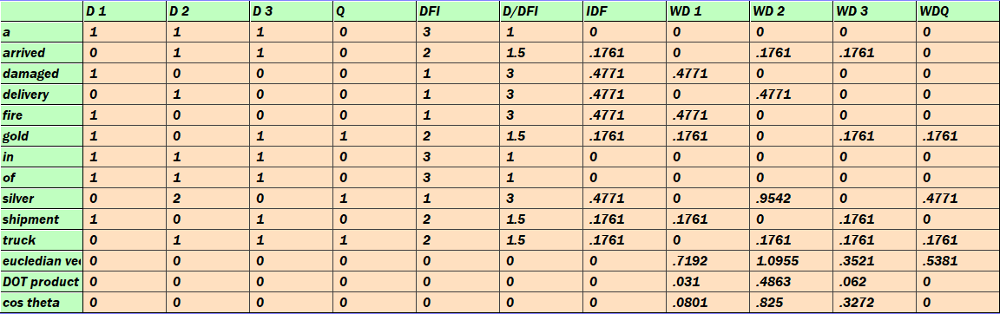 D 1 D 2 D 3 Q DFI D/DFI IDF WD 1 WD 2 WD 3 WDQ
a 1 1 1 0 3 1 0 0 0 0 0
arrived 0 1 1 0 2 1.5 .1761 0 .1761 .1761 0
damaged 1 0 0 0 1 3 .4771 .4771 0 0 0
delivery 0 1 0 0 1 3 .4771 0 .4771 0 0
fire 1 0 0 0 1 3 .4771 .4771 0 0 0
gold 1 0 1 1 2 1.5 .1761 .1761 0 .1761 .1761
in 1 1 1 0 3 1 0 0 0 0 0
of 1 1 1 0 3 1 0 0 0 0 0
silver 0 2 0 1 1 3 .4771 0 .9542 0 .4771
shipment 1 0 1 0 2 1.5 .1761 .1761 0 .1761 0
truck 0 1 1 1 2 1.5 .1761 0 .1761 .1761 .1761
eucledian vec 0 0 0 0 0 0 0 .7192 1.0955 .3521 .5381
DOT product 0 0 0 0 0 0 0 .031 .4863 .062 0
cos theta 0 0 0 0 0 0 0 .0801 .825 .3272 0